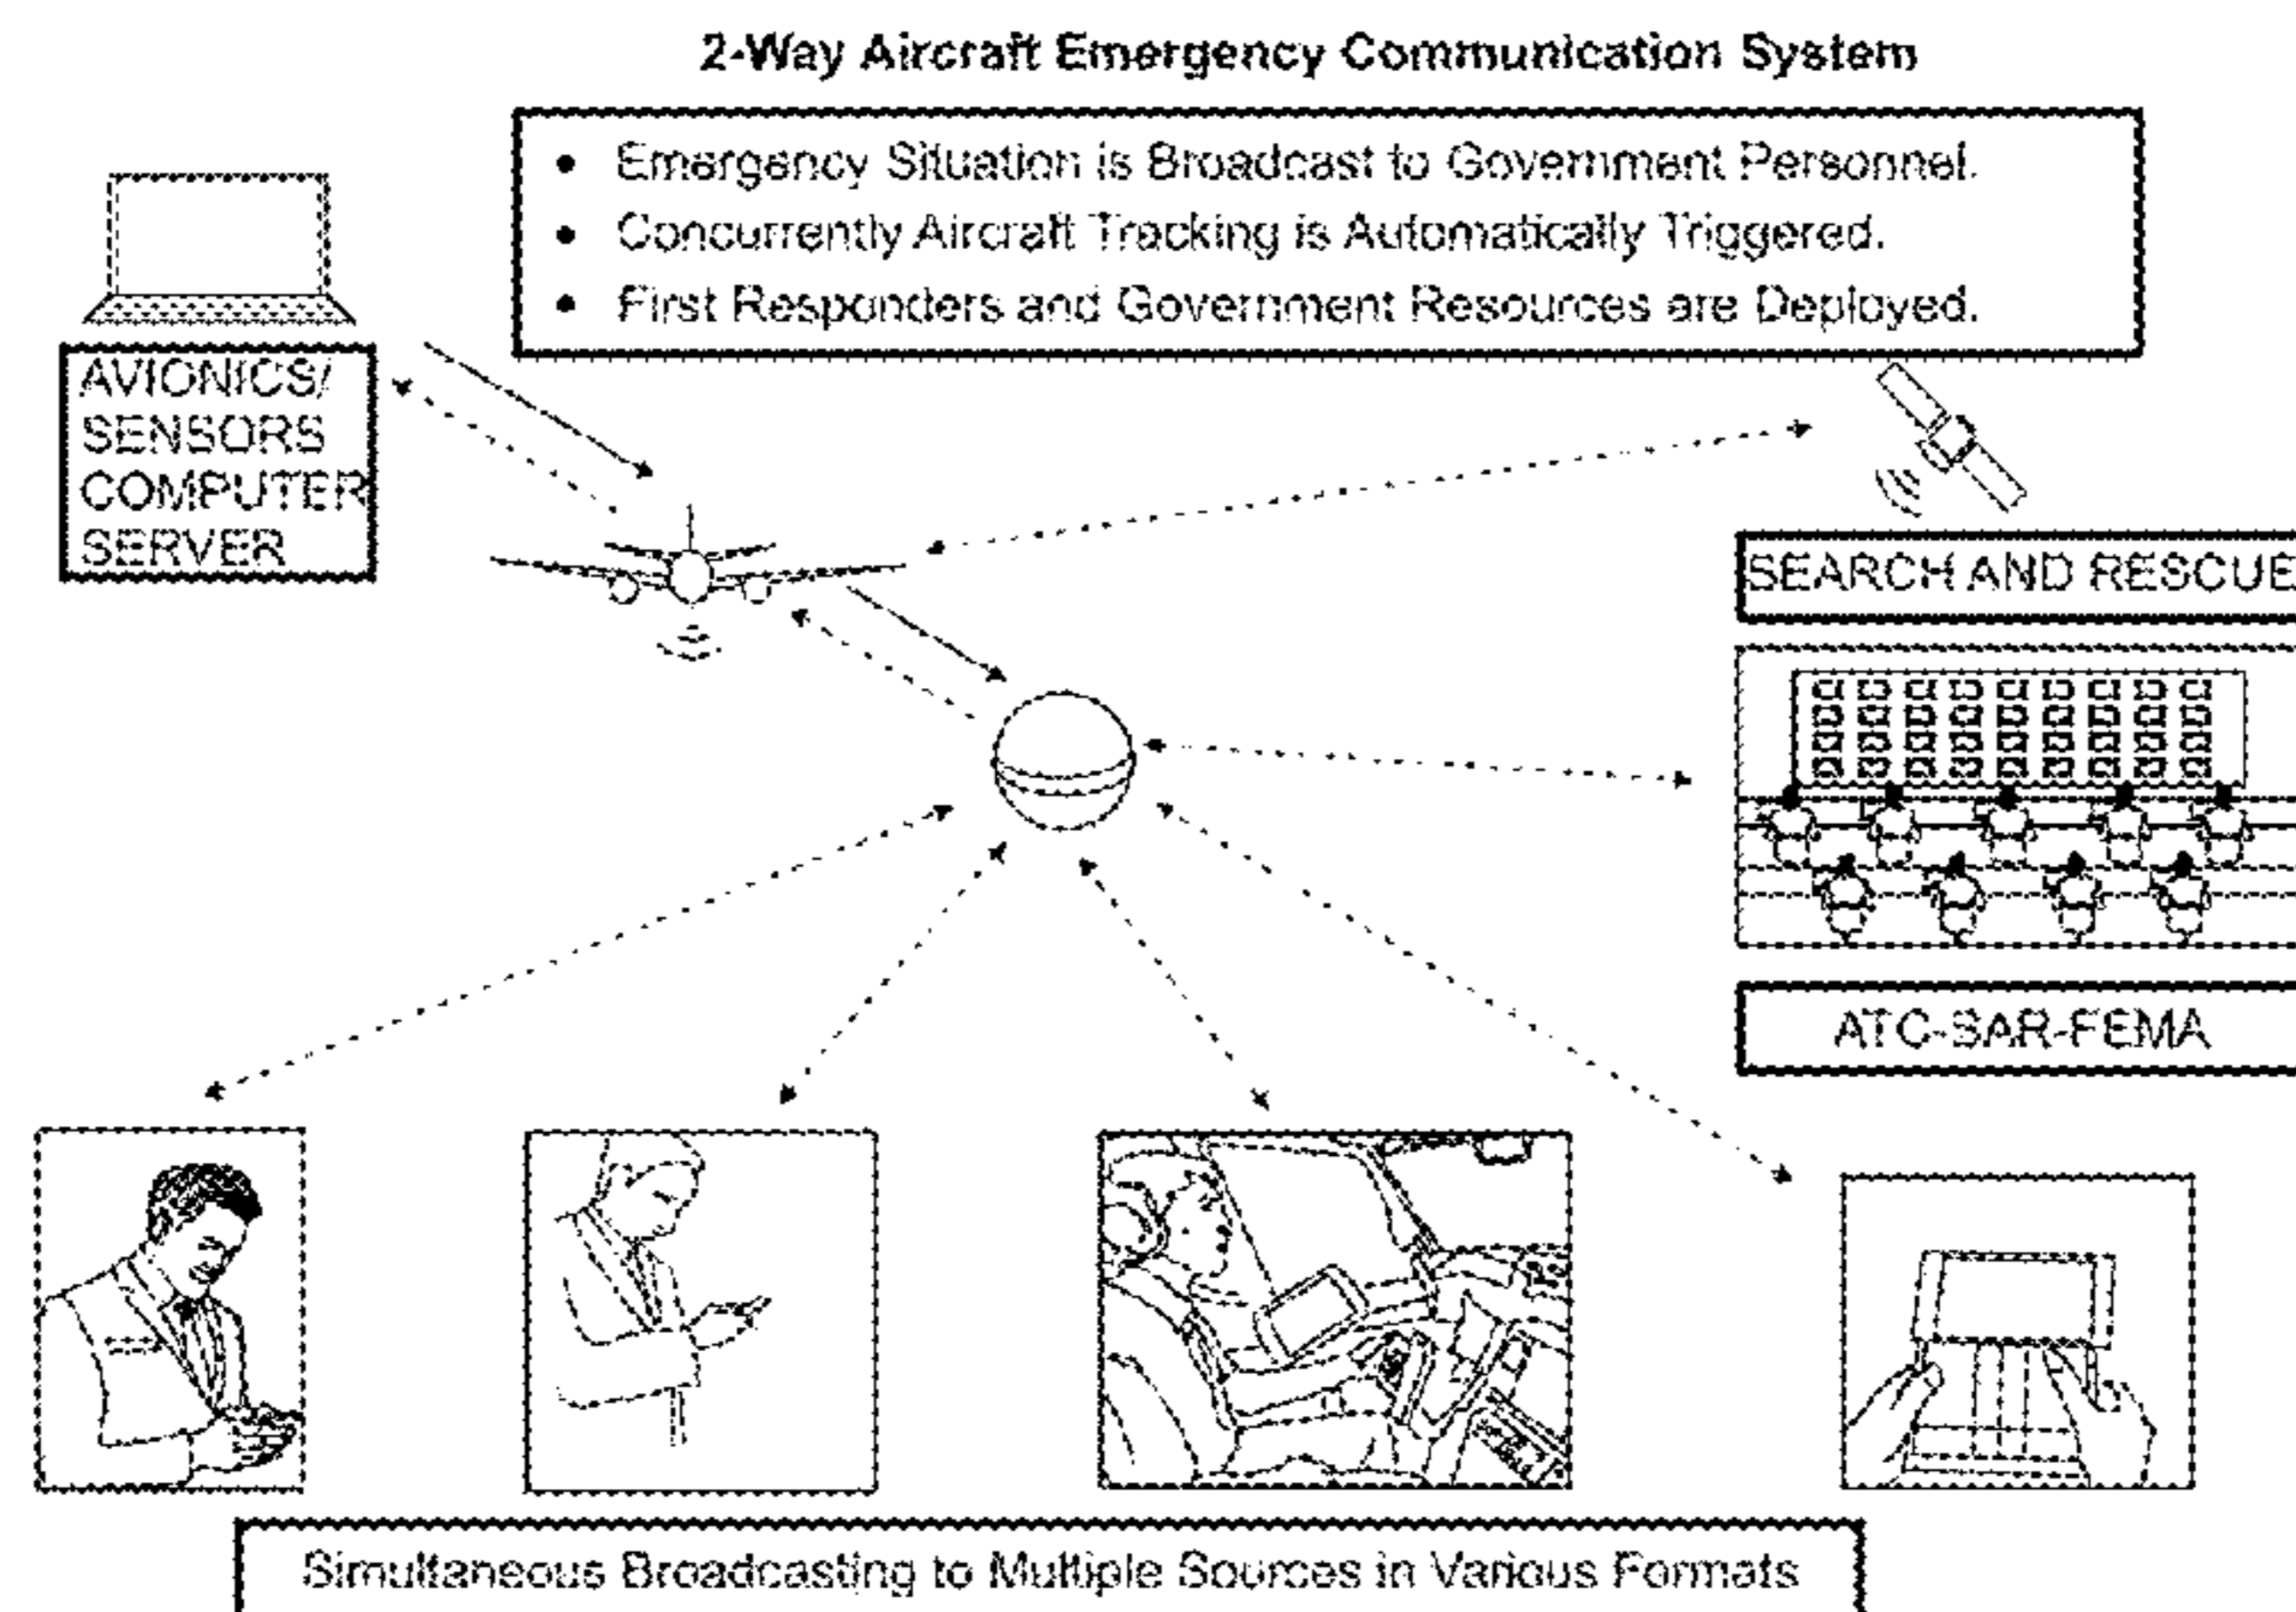 2-Way Aircraft Emergency Communication System
• Emergency Situation is Broadcast to Government Personnel.
• Concurrently Aircraft Tracking is Automatically Triggered.
• First Responders and Government Resources are Deployed.
AVIONICS/
SENSORS
COMPUTER
SERVER
SEARCH AND RESCUE
ATC-SAR-FEMA
Simultaneous Broadcasting to Multiple Sources in Various Formats